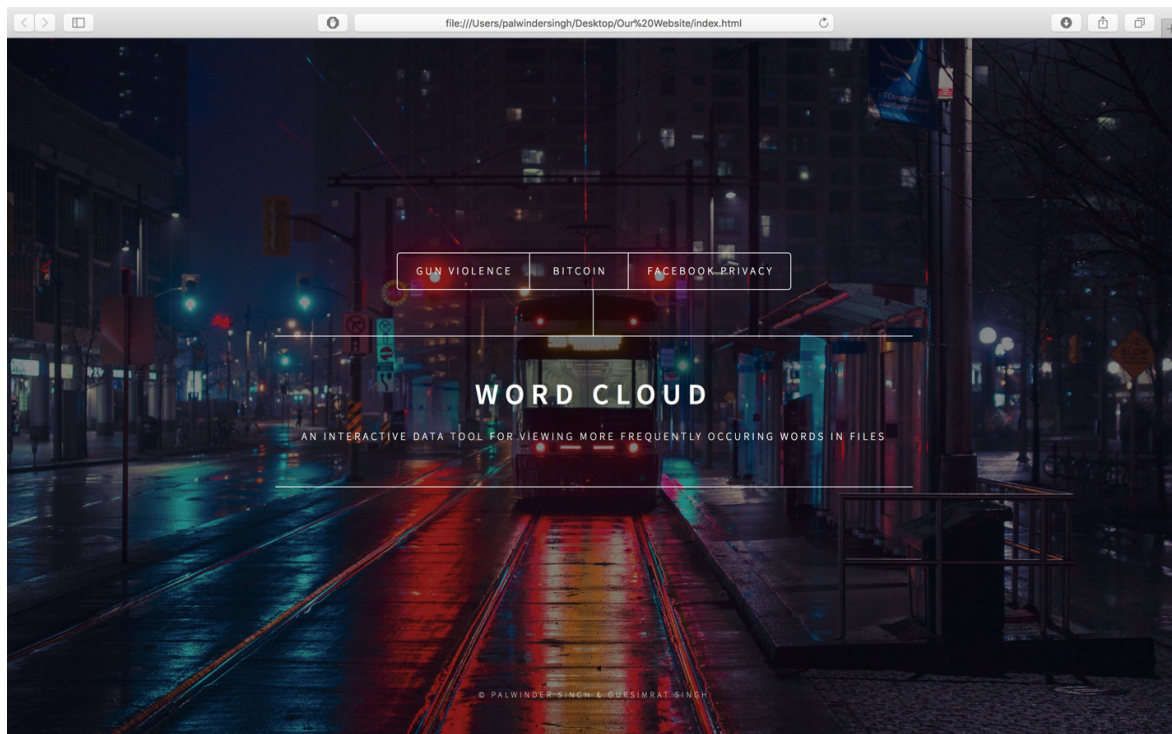 file:///Users/palwindersingh/Desktop/Our%20Website/index.html
GUN VIOLENCE BITCOIN FACEBOOK PRIVACY
WORD CLOUD
AN INTERACTIVE DATA TOOL FOR VIEWING MORE FREQUENTLY OCCURING WORDS IN FILES
© PALWINDER SINGH & GURSIMRAT SINGH